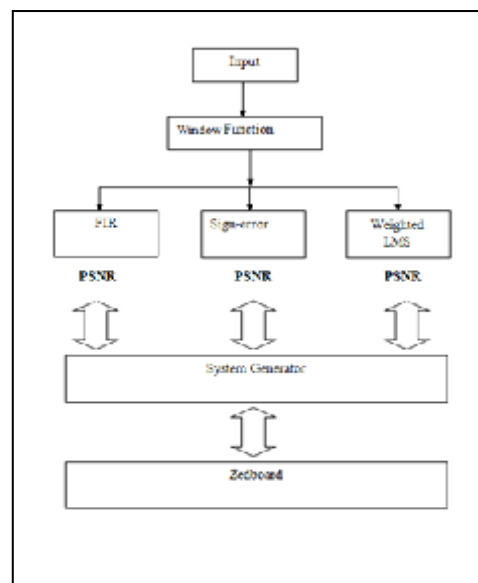 Input
Window Function
FIR
Sign-error
Weighted
LMS
PSNR
PSNR
PSNR
System Generator
Zedboard